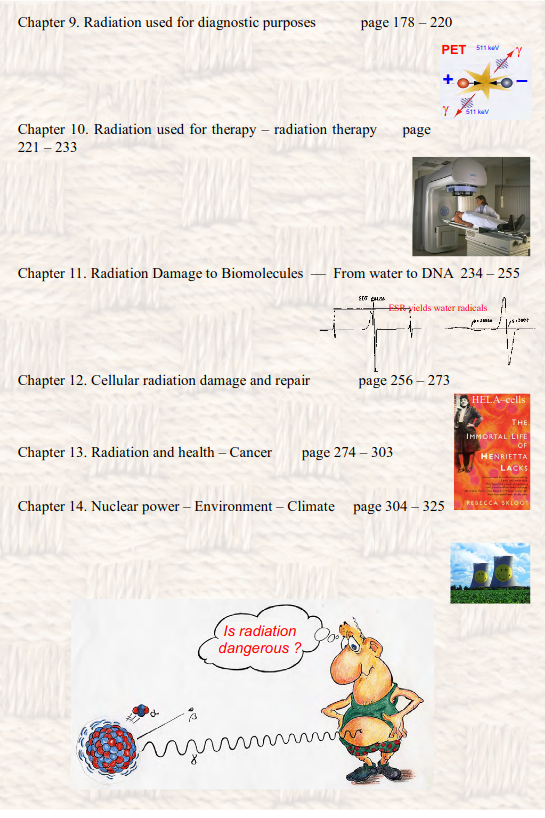 Chapter 9. Radiation used for diagnostic purposes page 178 – 220
PET
511 keV
γ
+
–
γ
511 keV
Chapter 10. Radiation used for therapy – radiation therapy page
221 – 233
Chapter 11. Radiation Damage to Biomolecules — From water to DNA 234 – 255
ESR yields water radicals
Chapter 12. Cellular radiation damage and repair page 256 – 273
HELA–cells
THE
IMMORTAL LIFE
OF
HENRIETTA
LACKS
REBECCA SKLOOT
Chapter 13. Radiation and health – Cancer page 274 – 303
Chapter 14. Nuclear power – Environment – Climate page 304 – 325
Is radiation
dangerous ?
α
β
γ